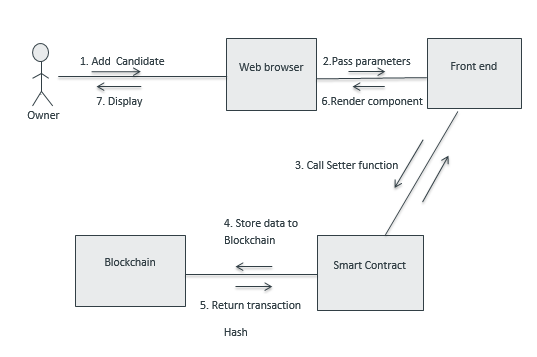 1. Add Candidate
7. Display
Owner
Web browser
2.Pass parameters
6.Render component
Front end
3. Call Setter function
4. Store data to
Blockchain
Blockchain
Smart Contract
5. Return transaction
Hash